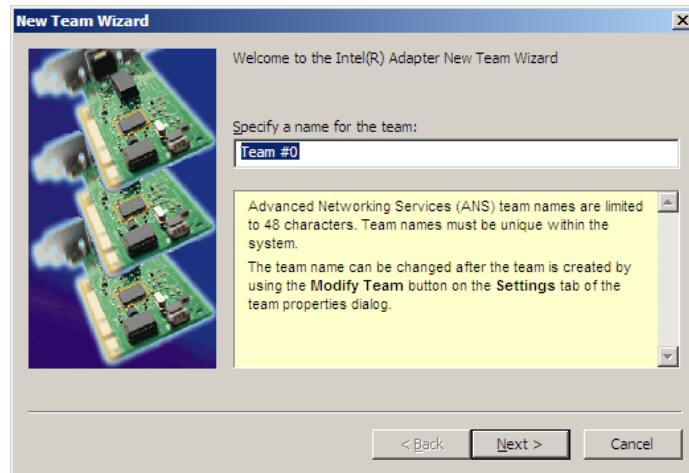 New Team Wizard
Welcome to the Intel(R) Adapter New Team Wizard
Specify a name for the team:
Team #0
Advanced Networking Services (ANS) team names are limited
to 48 characters. Team names must be unique within the
system.
The team name can be changed after the team is created by
using the Modify Team button on the Settings tab of the
team properties dialog.
< Back
Next >
Cancel